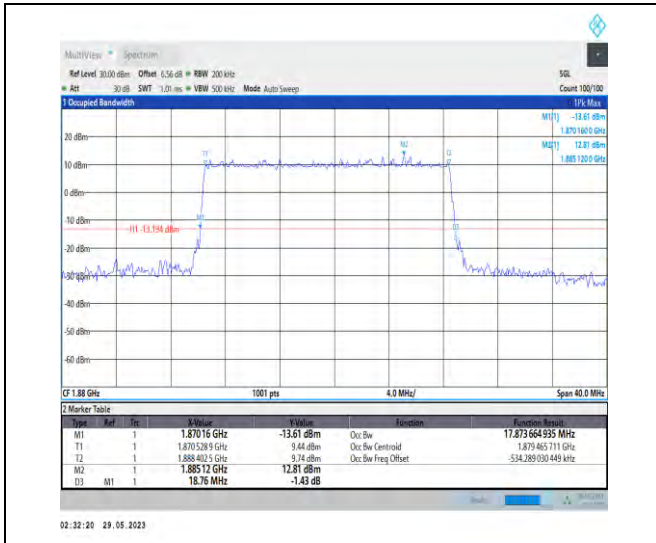 MultiView Spectrum
Ref Level 30.00 dBm Offset 6.56 dB RBW 200 kHz SGL
Att 30 dB SWT 1.01 ms VBW 500 kHz Mode Auto Sweep Count 100/100
1 Occupied Bandwidth 1Pk Max
M1[1] -13.61 dBm
1.870 160 0 GHz
M2[1] 12.81 dBm
1.885 120 0 GHz
20 dBm
M2
T1 T2
10 dBm
0 dBm
-10 dBm
M1
H1 -13.194 dBm
D3
-20 dBm
-30 dBm
-40 dBm
-50 dBm
-60 dBm
CF 1.88 GHz 1001 pts 4.0 MHz/ Span 40.0 MHz
2 Marker Table
Type Ref Trc X-Value Y-Value Function Function Result
M1 1 1.87016 GHz -13.61 dBm Occ Bw 17.873 664 935 MHz
T1 1 1.870 528 9 GHz 9.44 dBm Occ Bw Centroid 1.879 465 711 GHz
T2 1 1.888 402 5 GHz 9.74 dBm Occ Bw Freq Offset -534.289 030 449 kHz
M2 1 1.88512 GHz 12.81 dBm
D3 M1 1 18.76 MHz -1.43 dB
02:32:20 29.05.2023